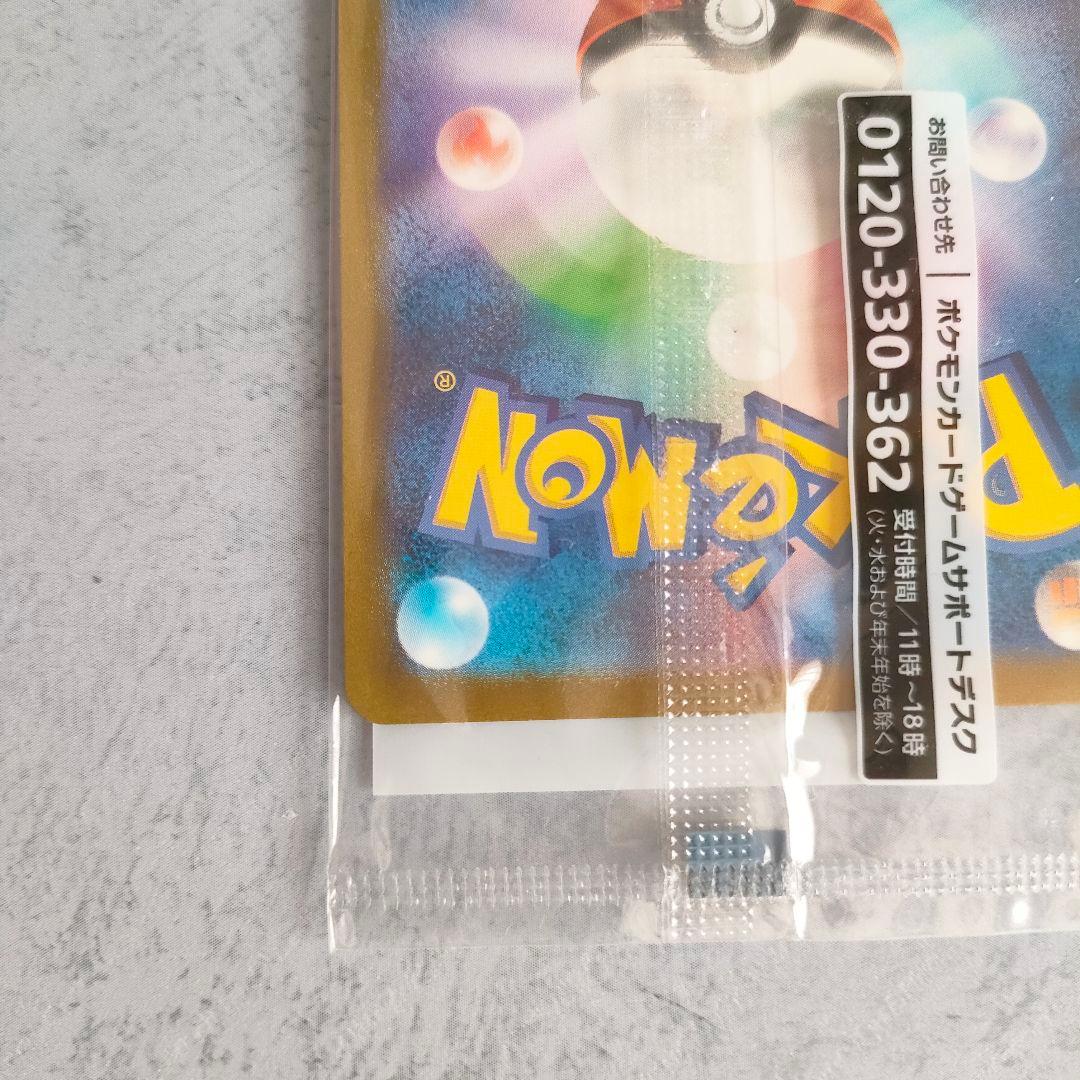 お問い合わせ先 | ポケモンカードゲームサポートデスク
0120-330-362 受付時間/11時~18時
(火・水および年末年始を除く)
POKéMON®